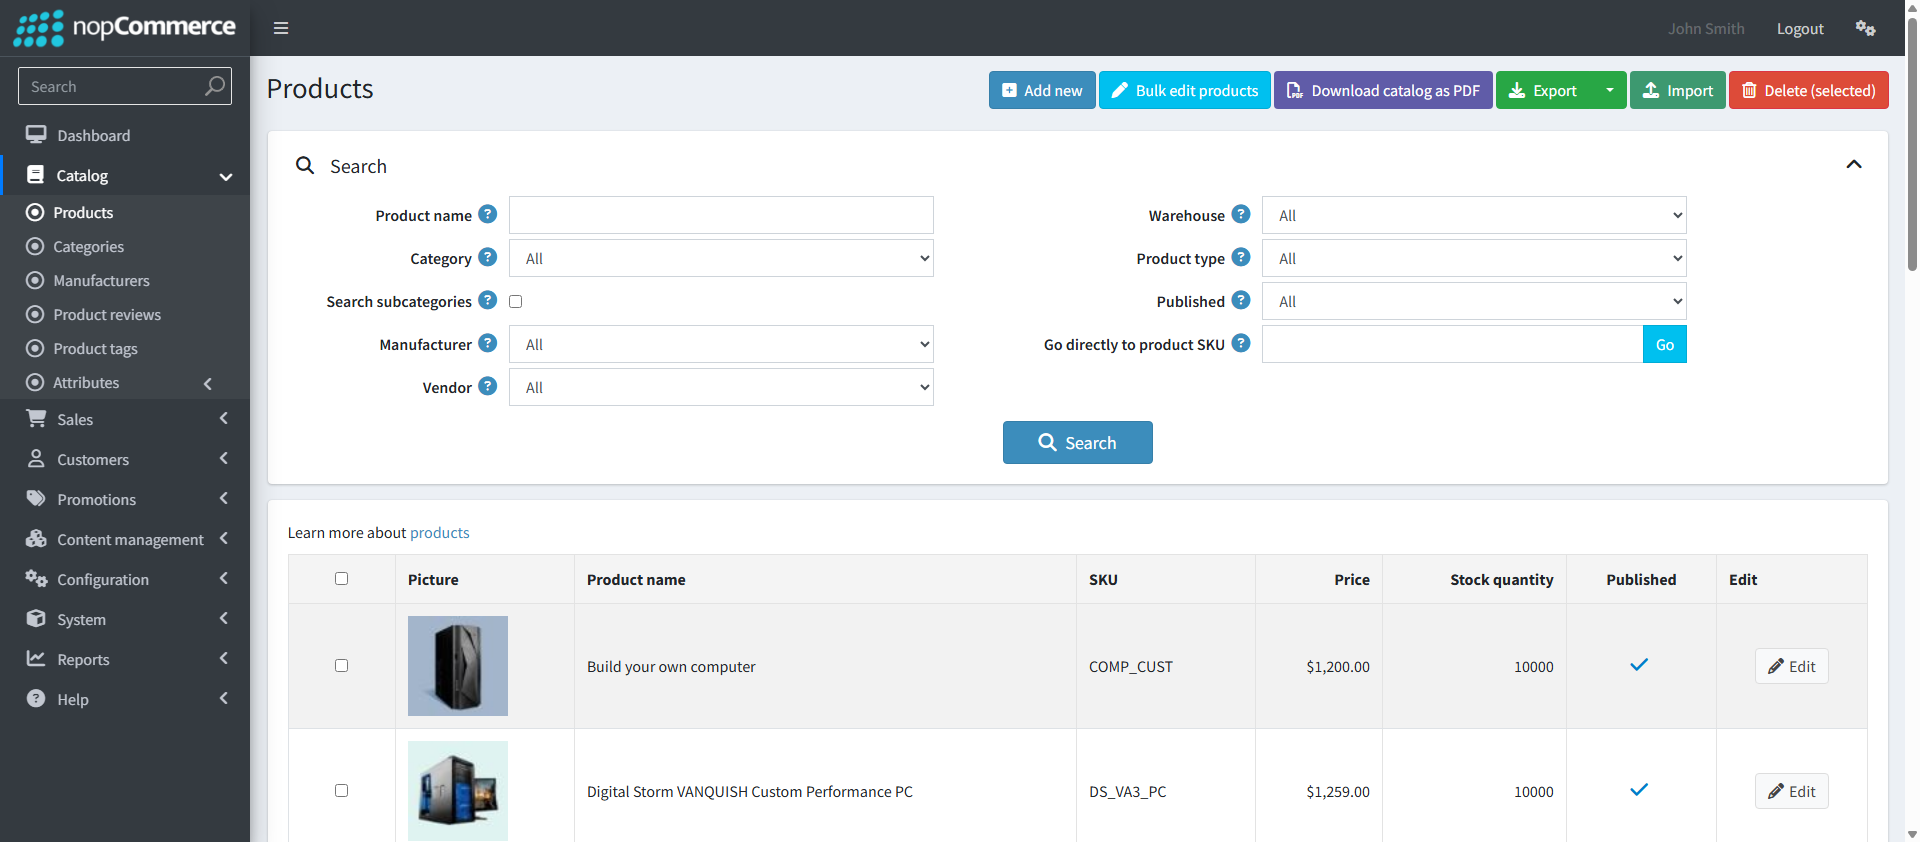 nopCommerce
John Smith
Logout
Search
Dashboard
Catalog
Products
Categories
Manufacturers
Product reviews
Product tags
Attributes
Sales
Customers
Promotions
Content management
Configuration
System
Reports
Help
Products
Add new
Bulk edit products
Download catalog as PDF
Export
Import
Delete (selected)
Search
Product name ?
Warehouse ? All
Category ? All
Product type ? All
Search subcategories ?
Published ? All
Manufacturer ? All
Go directly to product SKU ? Go
Vendor ? All
Search
Learn more about products
Picture Product name SKU Price Stock quantity Published Edit
Build your own computer COMP_CUST $1,200.00 10000 Edit
Digital Storm VANQUISH Custom Performance PC DS_VA3_PC $1,259.00 10000 Edit